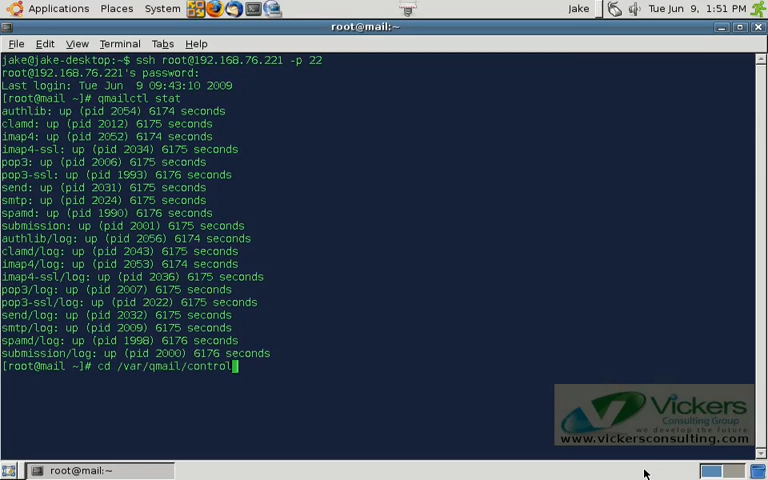 Applications Places System
Jake
Tue Jun 9, 1:51 PM
root@mail:~
File Edit View Terminal Tabs Help
jake@jake-desktop:~$ ssh root@192.168.76.221 -p 22
root@192.168.76.221's password:
Last login: Tue Jun  9 09:43:10 2009
[root@mail ~]# qmailctl stat
authlib: up (pid 2054) 6174 seconds
clamd: up (pid 2012) 6175 seconds
imap4: up (pid 2052) 6174 seconds
imap4-ssl: up (pid 2034) 6175 seconds
pop3: up (pid 2006) 6175 seconds
pop3-ssl: up (pid 1993) 6176 seconds
send: up (pid 2031) 6175 seconds
smtp: up (pid 2024) 6175 seconds
spamd: up (pid 1990) 6176 seconds
submission: up (pid 2001) 6175 seconds
authlib/log: up (pid 2056) 6174 seconds
clamd/log: up (pid 2043) 6175 seconds
imap4/log: up (pid 2053) 6174 seconds
imap4-ssl/log: up (pid 2036) 6175 seconds
pop3/log: up (pid 2007) 6175 seconds
pop3-ssl/log: up (pid 2022) 6175 seconds
send/log: up (pid 2032) 6175 seconds
smtp/log: up (pid 2009) 6175 seconds
spamd/log: up (pid 1998) 6176 seconds
submission/log: up (pid 2000) 6176 seconds
[root@mail ~]# cd /var/qmail/control
Vickers
Consulting Group
we develop the future
www.vickersconsulting.com
root@mail:~